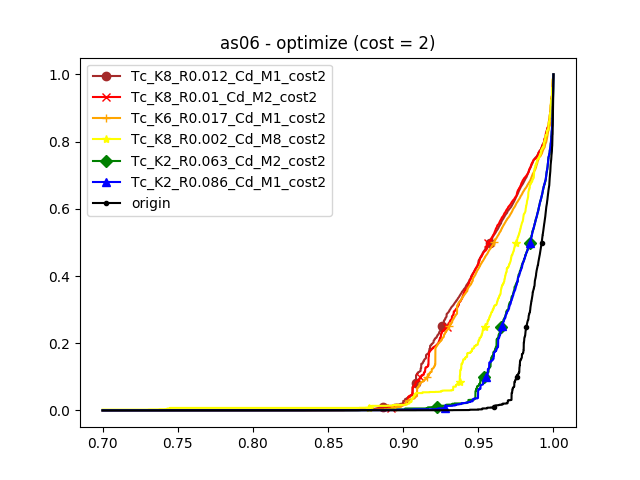 as06 - optimize (cost = 2)
Tc_K8_R0.012_Cd_M1_cost2
Tc_K8_R0.01_Cd_M2_cost2
Tc_K6_R0.017_Cd_M1_cost2
Tc_K8_R0.002_Cd_M8_cost2
Tc_K2_R0.063_Cd_M2_cost2
Tc_K2_R0.086_Cd_M1_cost2
origin
1.0
0.8
0.6
0.4
0.2
0.0
0.70 0.75 0.80 0.85 0.90 0.95 1.00